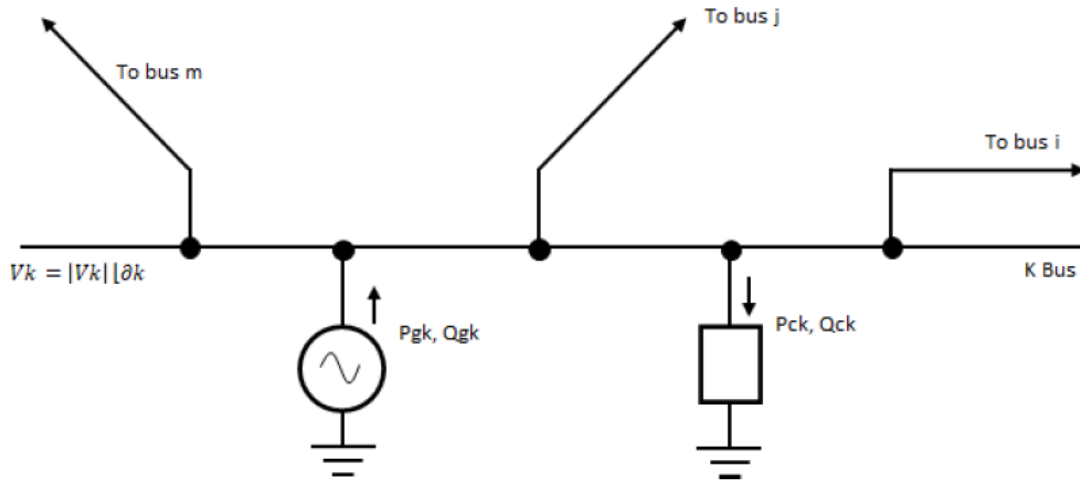 To bus j
To bus m
To bus i
Vk = |Vk| ⌊∂k
K Bus
Pgk, Qgk
Pck, Qck